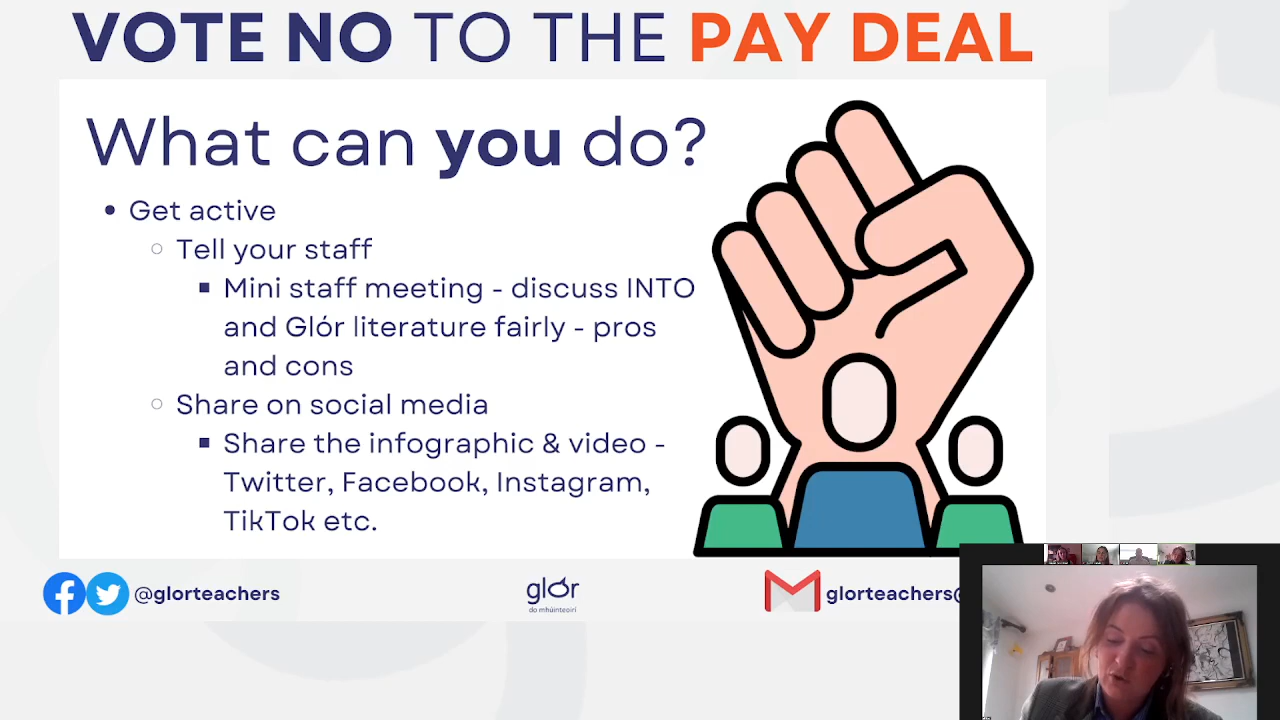 VOTE NO TO THE PAY DEAL
What can you do?
• Get active
○ Tell your staff
▪ Mini staff meeting - discuss INTO
and Glór literature fairly - pros
and cons
○ Share on social media
▪ Share the infographic & video -
Twitter, Facebook, Instagram,
TikTok etc.
@glorteachers
glór
do mhúinteoirí
glorteachers@